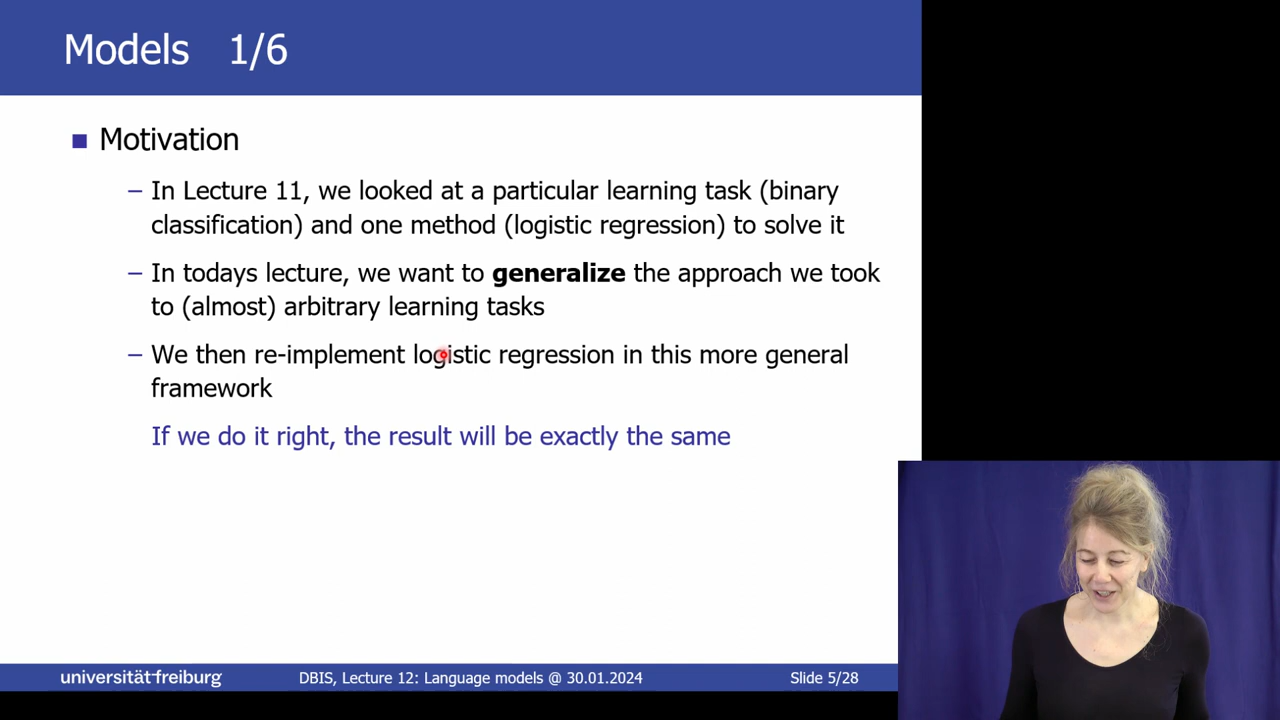 Models 1/6
Motivation
– In Lecture 11, we looked at a particular learning task (binary
classification) and one method (logistic regression) to solve it
– In todays lecture, we want to generalize the approach we took
to (almost) arbitrary learning tasks
– We then re-implement logistic regression in this more general
framework
If we do it right, the result will be exactly the same
universität freiburg
DBIS, Lecture 12: Language models @ 30.01.2024
Slide 5/28